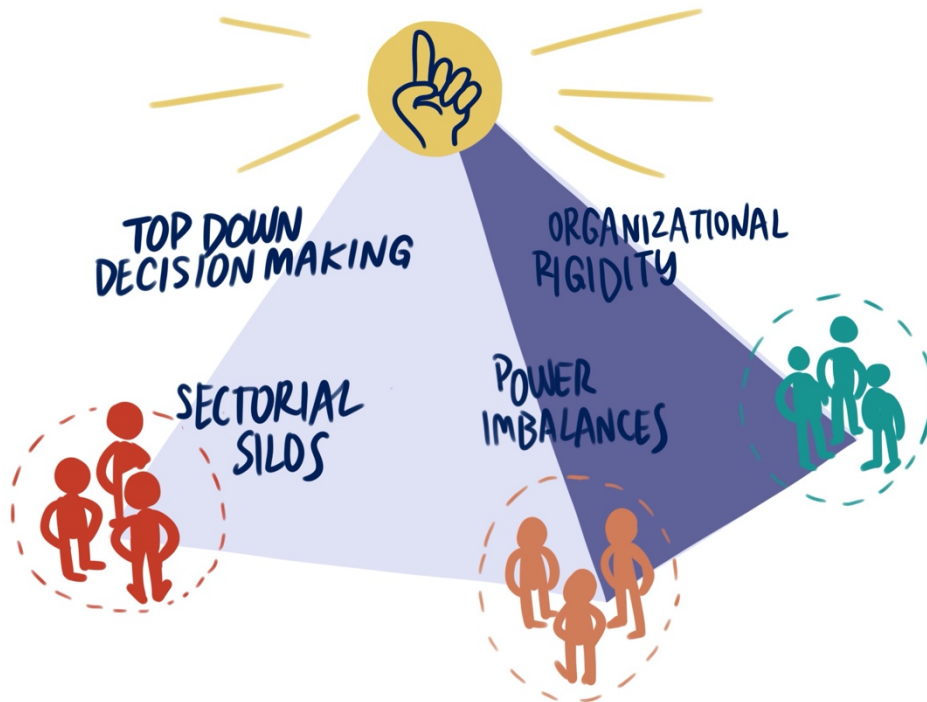 TOP DOWN
DECISION MAKING
ORGANIZATIONAL
RIGIDITY
SECTORIAL
SILOS
POWER
IMBALANCES